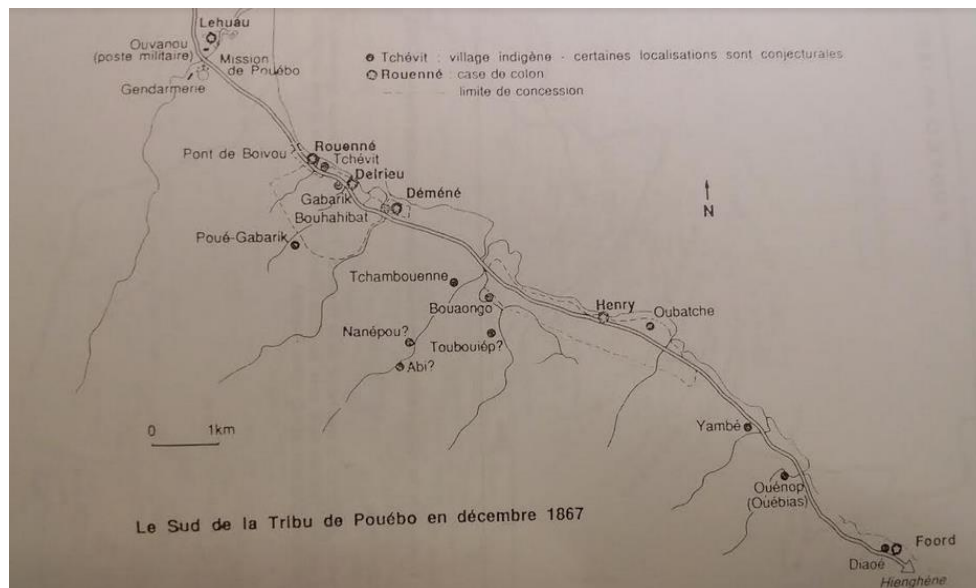 Lehuau
Ouvanou
(poste militaire)
Mission
de Pouébo
Gendarmerie
Tchévit : village indigène - certaines localisations sont conjecturales
Rouenné : case de colon
limite de concession
Pont de Boivou
Rouenné
Tchévit
Delrieu
Gabarik
Déméné
Bouhahibat
Poué-Gabarik
N
Tchambouenne
Bouaongo
Henry
Oubatche
Nanépou?
Toubouiép?
Abi?
0 1km
Yambé
Ouénop
(Ouébias)
Le Sud de la Tribu de Pouébo en décembre 1867
Foord
Diaoé
Hienghène